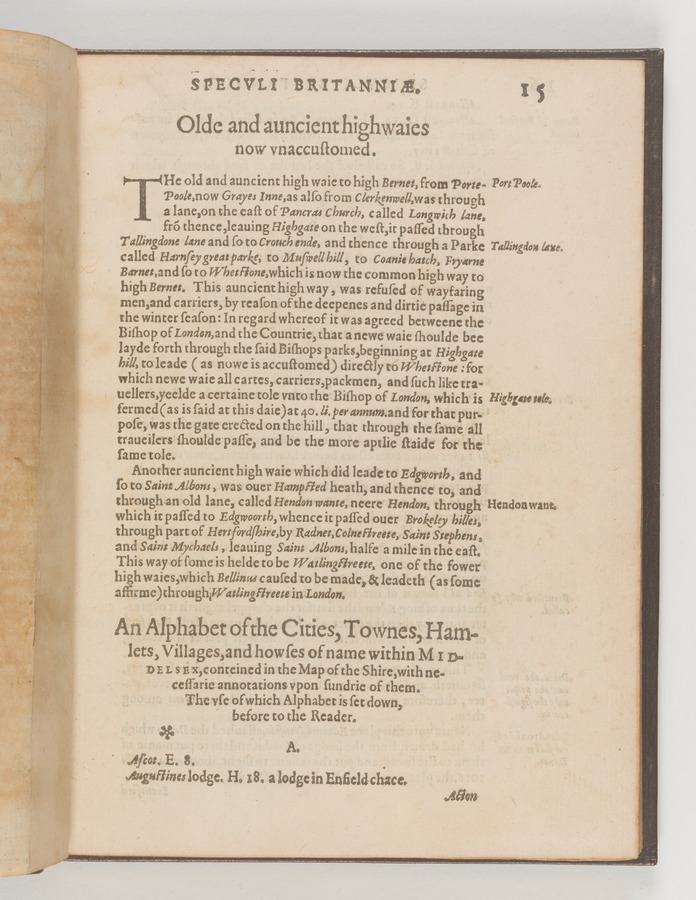 SPECVLI BRITANNIÆ. 15
Olde and auncient highwaies
now vnaccuſtomed.
THe old and auncient high waie to high Bernet, from Porte- Port Poole.
Poole, now Grayes Inne, as alſo from Clerkenwell, was through
a lane, on the eaſt of Pancras Church, called Longwich lane,
frõ thence, leauing Highgate on the weſt, it paſſed through
Tallingdone lane and ſo to Crouch ende, and thence through a Parke Tallingdon lane.
called Harnſey great parke, to Muſwell hill, to Coanie hatch, Fryarne
Barnet, and ſo to Whetſtone, which is now the common high way to
high Bernet. This auncient high way, was refuſed of wayfaring
men, and carriers, by reaſon of the deepenes and dirtie paſſage in
the winter ſeaſon: In regard whereof it was agreed betweene the
Biſhop of London, and the Countrie, that a newe waie ſhoulde bee
layde forth through the ſaid Biſhops parks, beginning at Highgate
hill, to leade ( as nowe is accuſtomed) directly to Whetſtone : for
which newe waie all cartes, carriers, packmen, and ſuch like tra-
uellers, yeelde a certaine tole vnto the Biſhop of London, which is Highgate tole.
fermed (as is ſaid at this daie) at 40. li. per annum. and for that pur-
poſe, was the gate erected on the hill, that through the ſame all
traueilers ſhoulde paſſe, and be the more aptlie ſtaide for the
ſame tole.
Another auncient high waie which did leade to Edgworth, and
ſo to Saint Albons, was ouer Hampſted heath, and thence to, and
through an old lane, called Hendon wante, neere Hendon, through Hendon want.
which it paſſed to Edgwoorth, whence it paſſed ouer Brokeley hilles,
through part of Hertfordſhire, by Radnet, Colneſtreete, Saint Stephens,
and Saint Mychaels, leauing Saint Albons, halfe a mile in the eaſt.
This way of ſome is helde to be Watlingſtreete, one of the fower
high waies, which Bellinus cauſed to be made, & leadeth (as ſome
affirme) through, Watlingſtreete in London.
An Alphabet of the Cities, Townes, Ham-
lets, Villages, and howſes of name within MID-
DELSEX, conteined in the Map of the Shire, with ne-
ceſſarie annotations vpon ſundrie of them.
The vſe of which Alphabet is ſet down,
before to the Reader.
A.
Aſcot. E. 8.
Auguſtines lodge. H. 18. a lodge in Enfield chace.
Acton